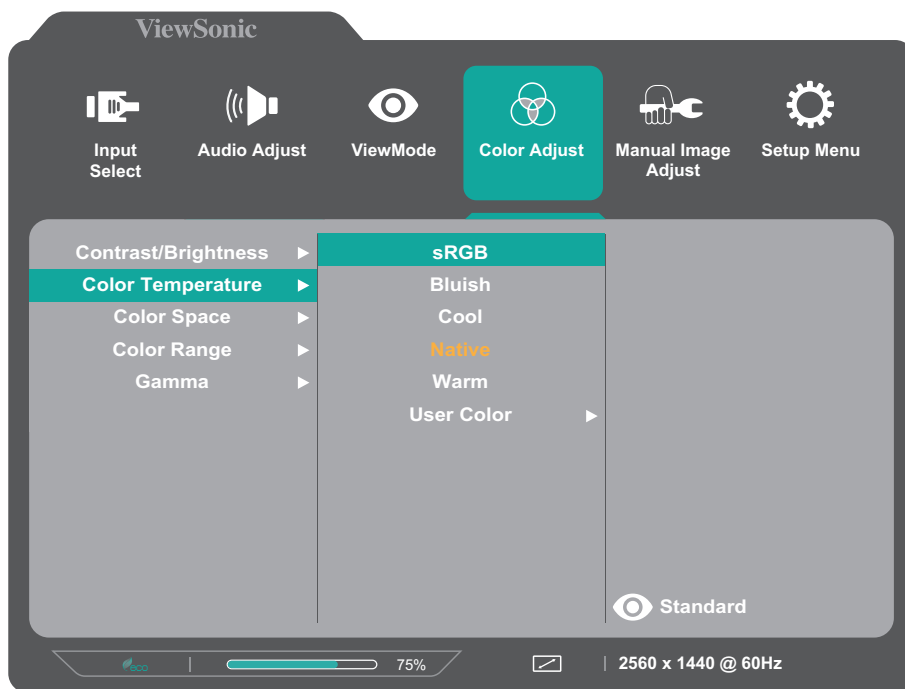 ViewSonic
Input
Select
Audio Adjust
ViewMode
Color Adjust
Manual Image
Adjust
Setup Menu
Contrast/Brightness
Color Temperature
Color Space
Color Range
Gamma
sRGB
Bluish
Cool
Native
Warm
User Color
Standard
eco
75%
2560 x 1440 @ 60Hz